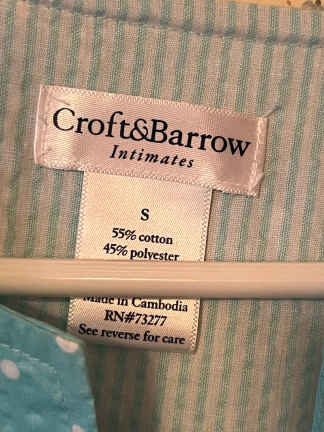 Croft&Barrow
Intimates
S
55% cotton
45% polyester
Made in Cambodia
RN#73277
See reverse for care